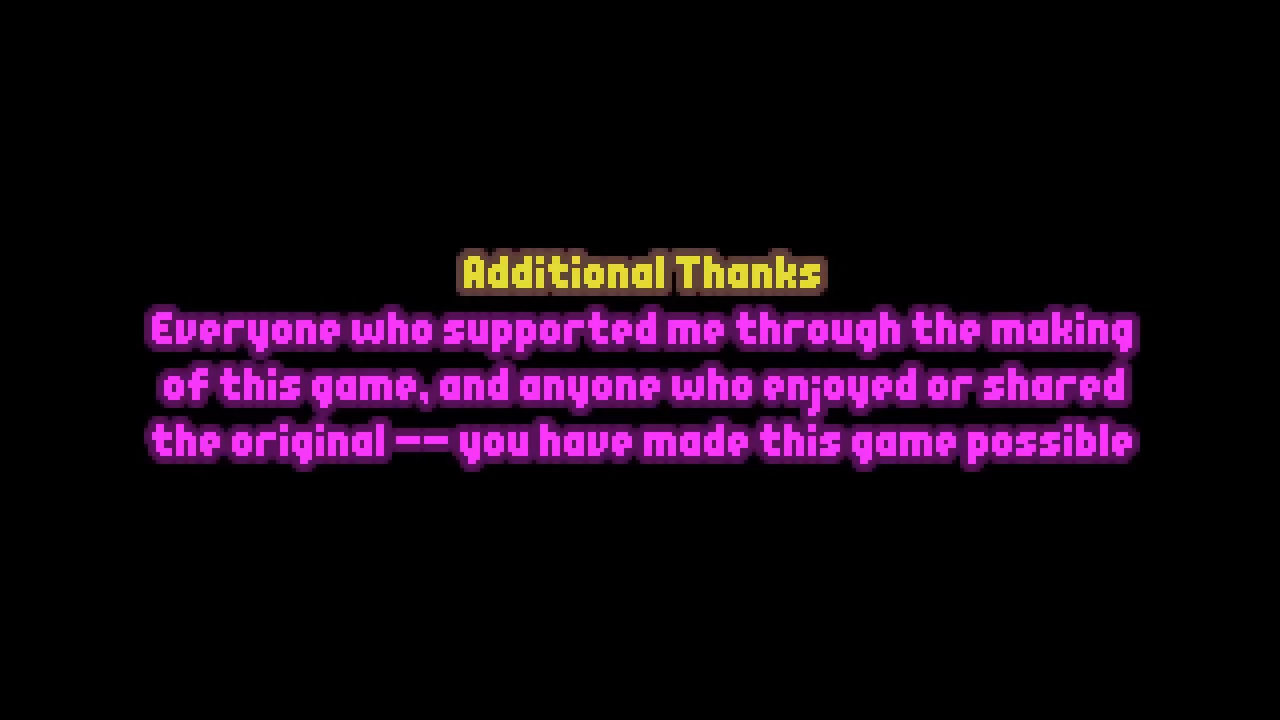 Additional Thanks
Everyone who supported me through the making
of this game, and anyone who enjoyed or shared
the original -- you have made this game possible